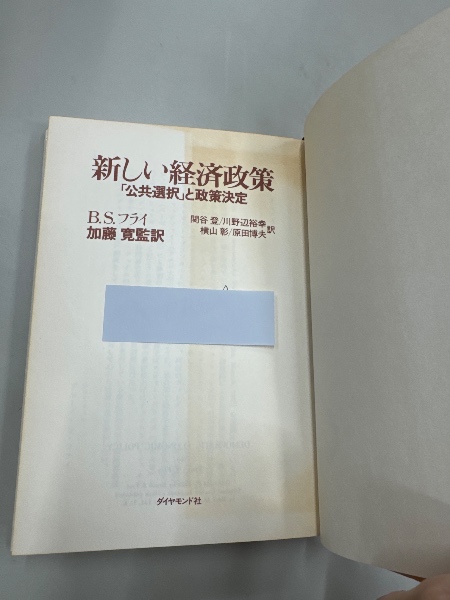 新しい経済政策
「公共選択」と政策決定
B.S.フライ
加藤 寛監訳
関谷 登/川野辺裕幸
横山 彰/原田博夫
訳
ダイヤモンド社